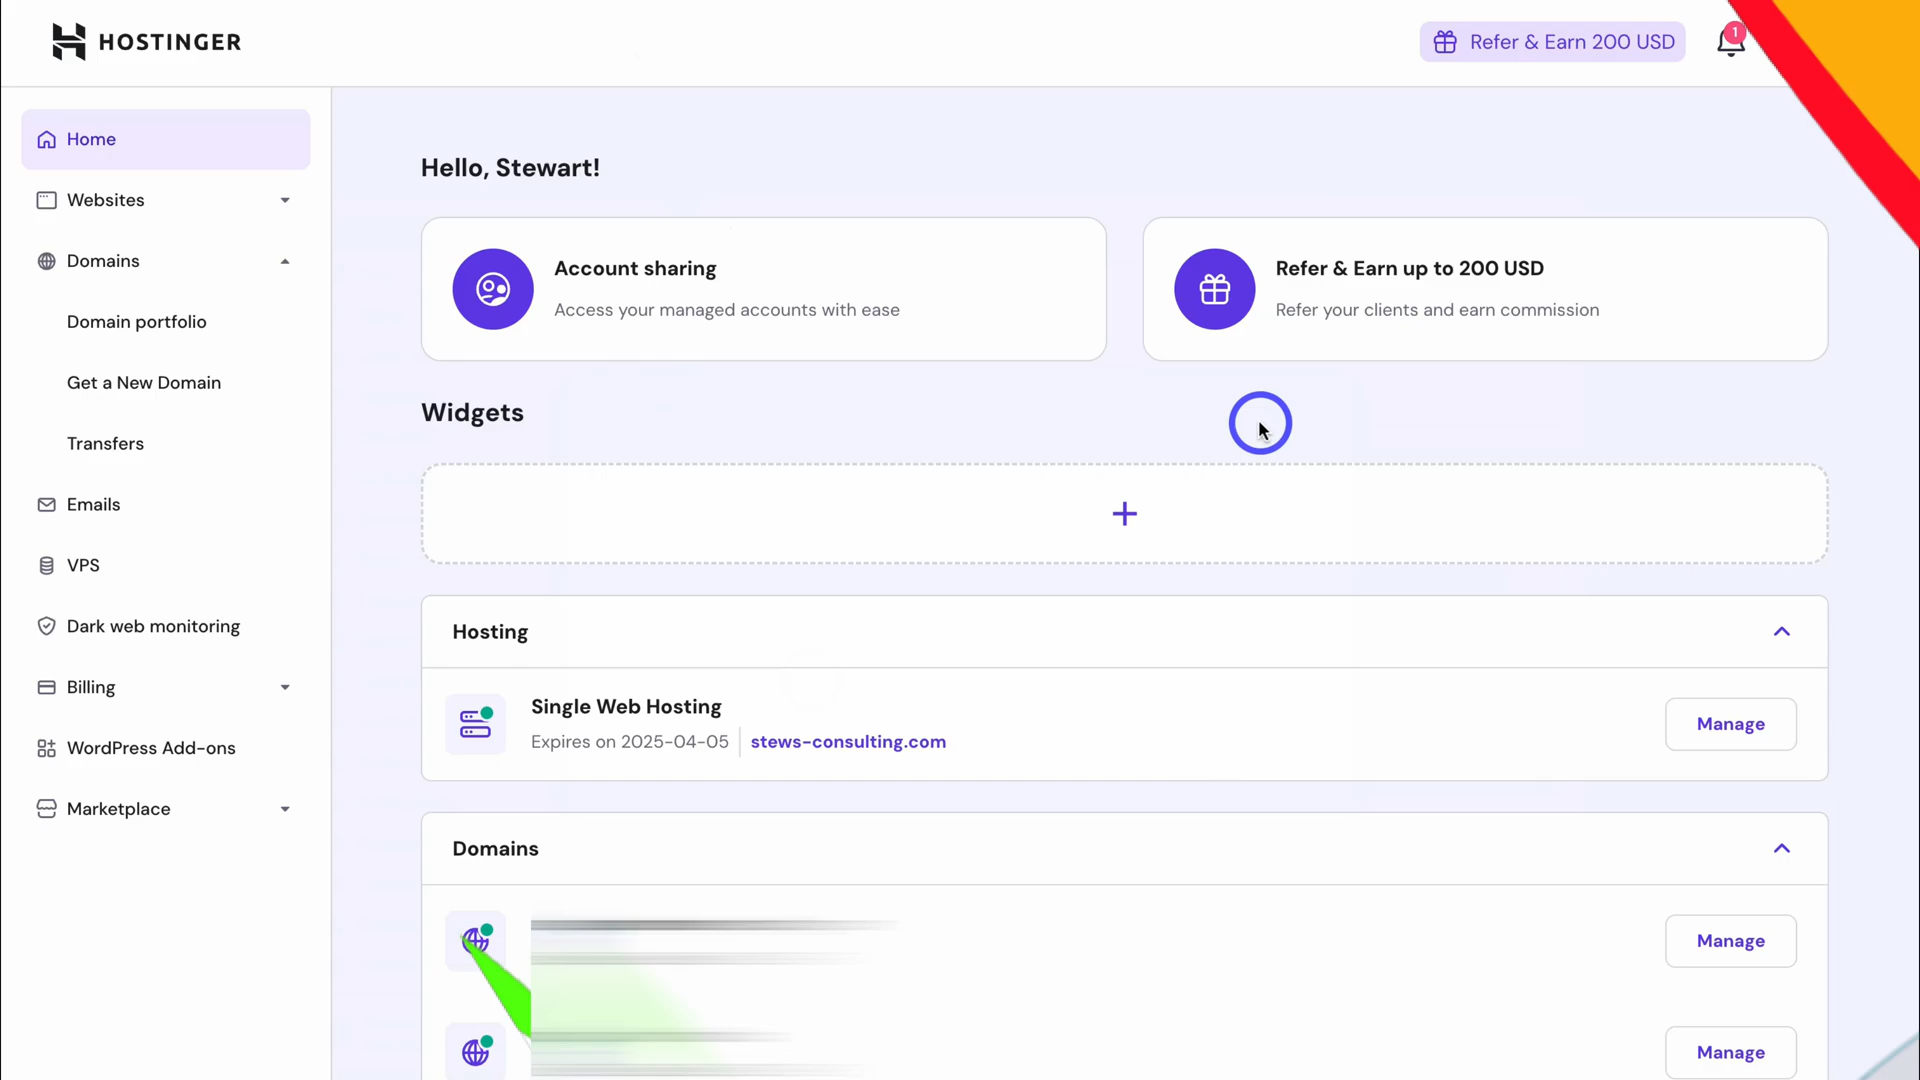 HOSTINGER
Refer & Earn 200 USD
1
Home
Websites
Domains
Domain portfolio
Get a New Domain
Transfers
Emails
VPS
Dark web monitoring
Billing
WordPress Add-ons
Marketplace
Hello, Stewart!
Account sharing
Access your managed accounts with ease
Refer & Earn up to 200 USD
Refer your clients and earn commission
Widgets
Hosting
Single Web Hosting
Expires on 2025-04-05
stews-consulting.com
Manage
Domains
Manage
Manage